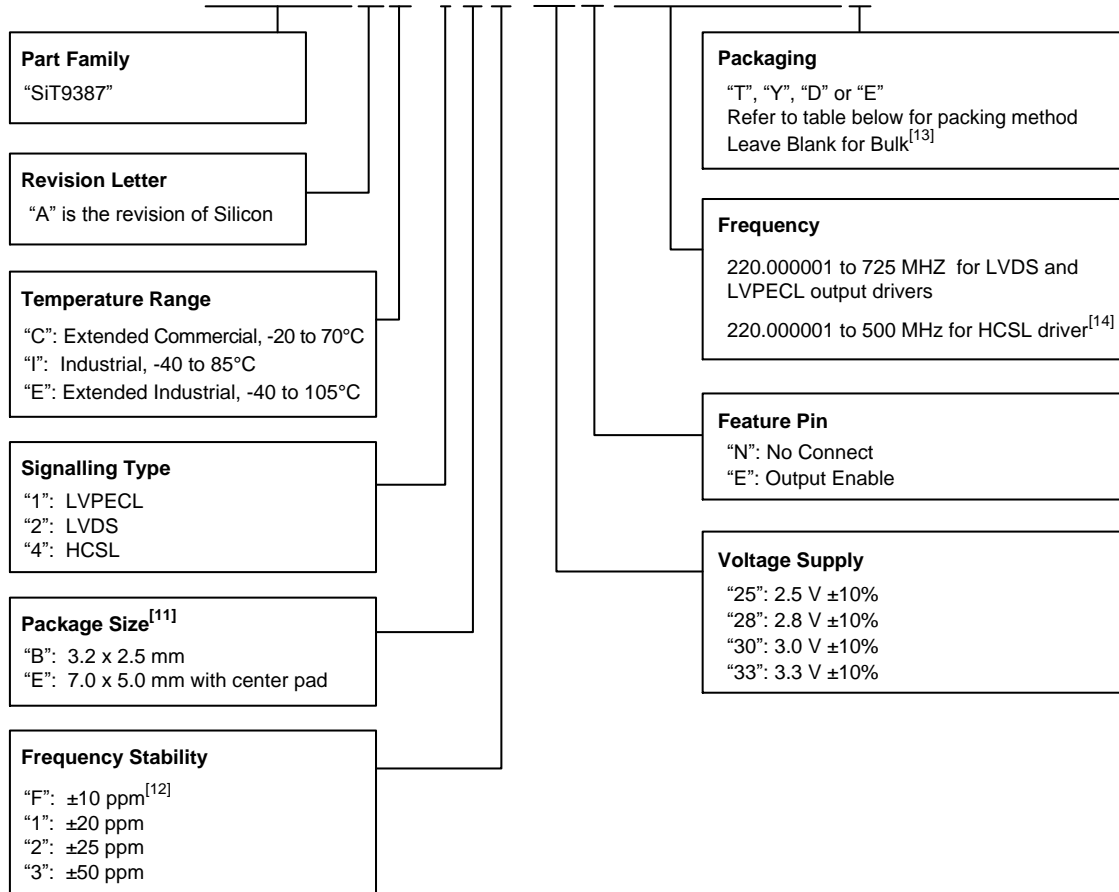 Part Family
“SiT9387”
Revision Letter
“A” is the revision of Silicon
Temperature Range
“C”: Extended Commercial, -20 to 70°C
“I”: Industrial, -40 to 85°C
“E”: Extended Industrial, -40 to 105°C
Signalling Type
“1”: LVPECL
“2”: LVDS
“4”: HCSL
Package Size[11]
“B”: 3.2 x 2.5 mm
“E”: 7.0 x 5.0 mm with center pad
Frequency Stability
“F”: ±10 ppm[12]
“1”: ±20 ppm
“2”: ±25 ppm
“3”: ±50 ppm
Packaging
“T”, “Y”, “D” or “E”
Refer to table below for packing method
Leave Blank for Bulk[13]
Frequency
220.000001 to 725 MHZ for LVDS and
LVPECL output drivers
220.000001 to 500 MHz for HCSL driver[14]
Feature Pin
“N”: No Connect
“E”: Output Enable
Voltage Supply
“25”: 2.5 V ±10%
“28”: 2.8 V ±10%
“30”: 3.0 V ±10%
“33”: 3.3 V ±10%